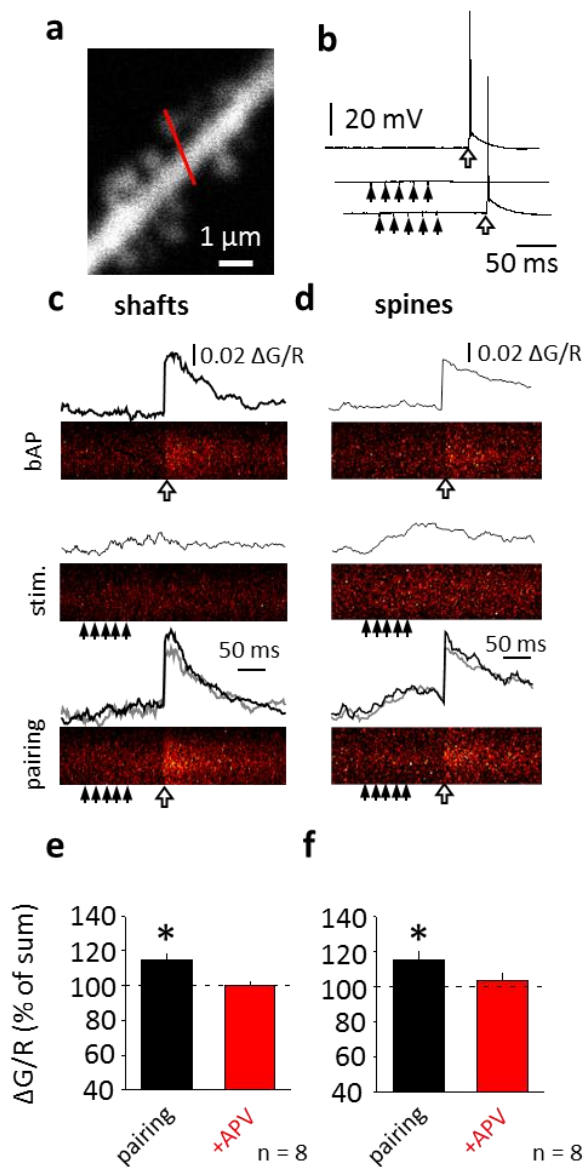 a
1 µm
b
20 mV
50 ms
c shafts
0.02 ΔG/R
bAP
stim.
50 ms
pairing
d spines
0.02 ΔG/R
50 ms
e
ΔG/R (% of sum)
140
120
100
80
60
40
*
pairing
+APV
n = 8
f
140
120
100
80
60
40
*
pairing
+APV
n = 8